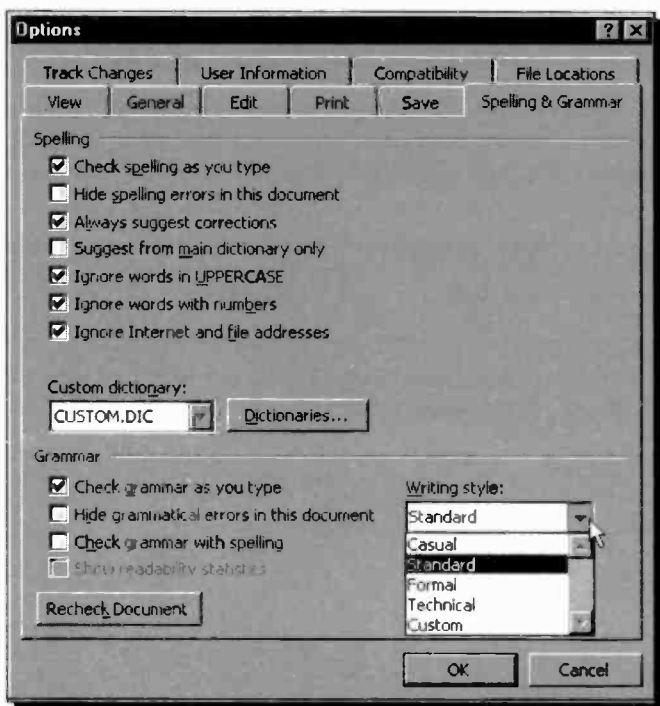 Options
Track Changes User Information Compatibility File Locations
View General Edit Print Save Spelling & Grammar
Spelling
Check spelling as you type
Hide spelling errors in this document
Always suggest corrections
Suggest from main dictionary only
Ignore words in UPPERCASE
Ignore words with numbers
Ignore Internet and file addresses
Custom dictionary:
CUSTOM.DIC Dictionaries...
Grammar
Check grammar as you type
Writing style:
Hide grammatical errors in this document
Standard
Check grammar with spelling
Casual
Show readability statistics
Standard
Formal
Recheck Document
Technical
Custom
OK Cancel